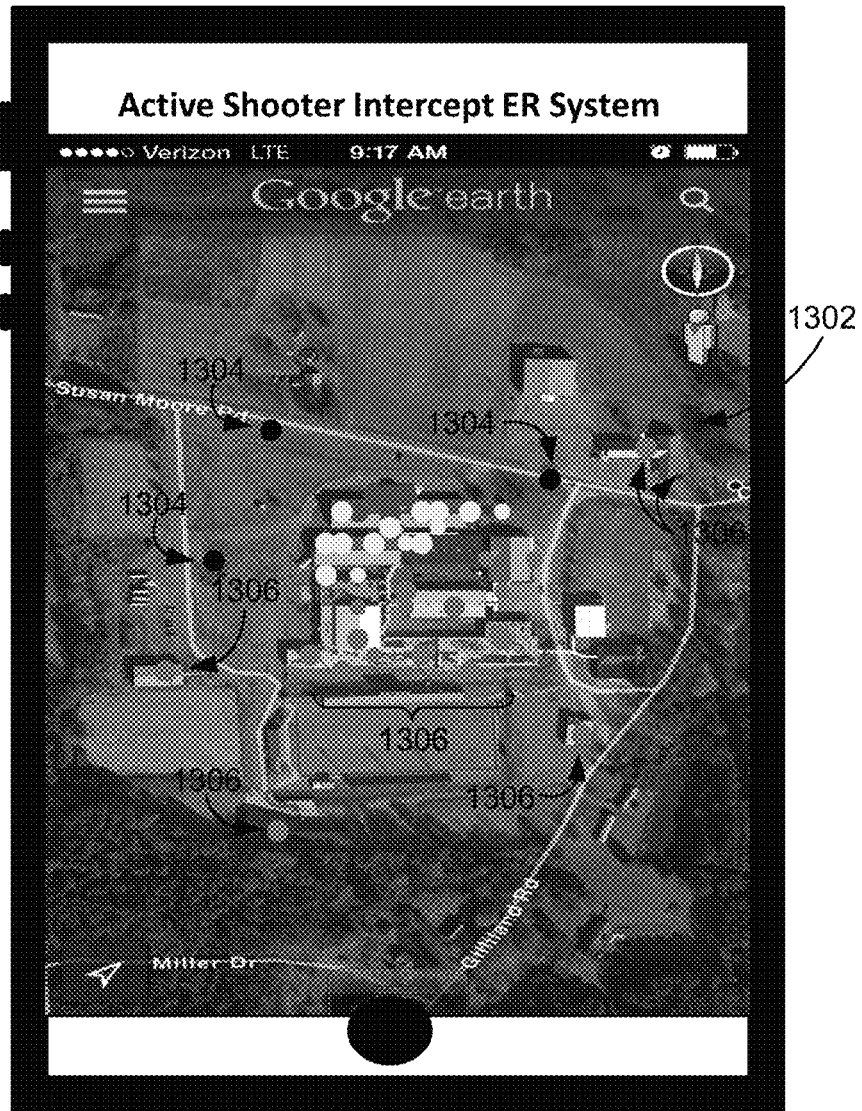 Active Shooter Intercept ER System
●●●●○ Verizon LTE 9:17 AM
Google earth
1302
1304
Susan Moore Rd
1304
1304
1306
1306
1306
1306
1306
Gilliland Rd
Miller Dr